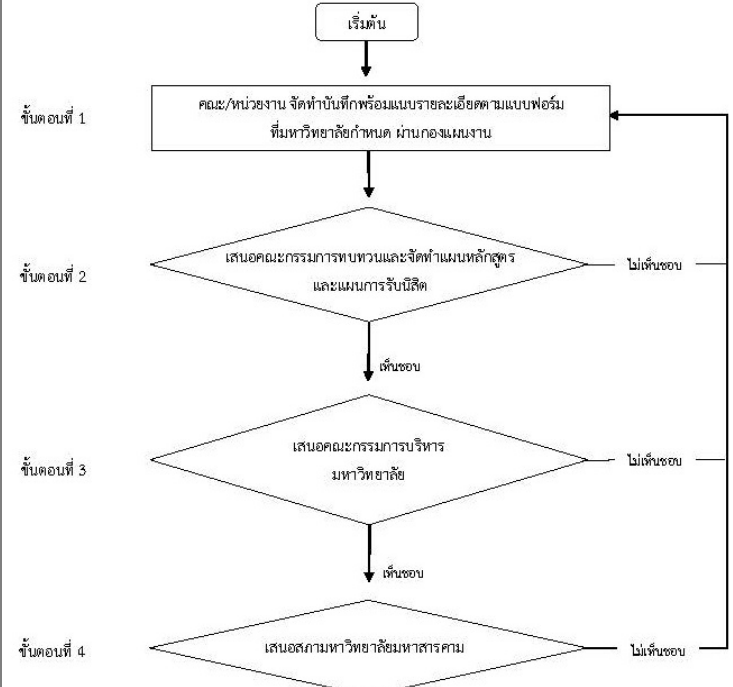 เริ่มต้น
ขั้นตอนที่ 1
คณะ/หน่วยงาน จัดทำบันทึกพร้อมแนบรายละเอียดตามแบบฟอร์ม
ที่มหาวิทยาลัยกำหนด ผ่านกองแผนงาน
ขั้นตอนที่ 2
เสนอคณะกรรมการทบทวนและจัดทำแผนหลักสูตร
และแผนการรับนิสิต
ไม่เห็นชอบ
เห็นชอบ
ขั้นตอนที่ 3
เสนอคณะกรรมการบริหาร
มหาวิทยาลัย
ไม่เห็นชอบ
เห็นชอบ
ขั้นตอนที่ 4
เสนอสภามหาวิทยาลัยมหาสารคาม
ไม่เห็นชอบ